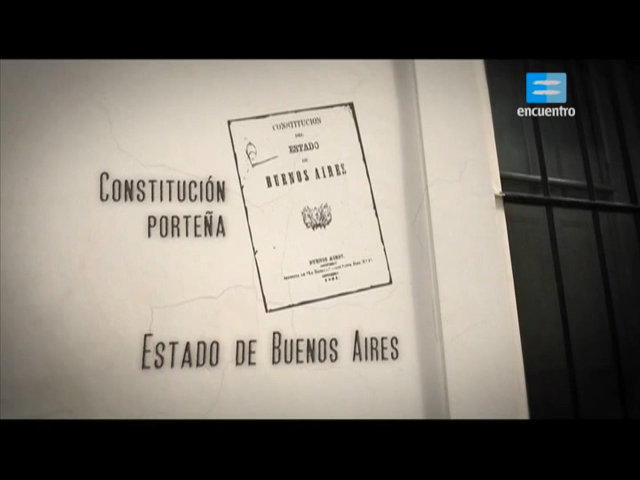 encuentro
CONSTITUCIÓN
PORTEÑA
CONSTITUCION
DEL
ESTADO
DE
BUENOS AIRES
BUENOS AIRES.
ESTADO DE BUENOS AIRES